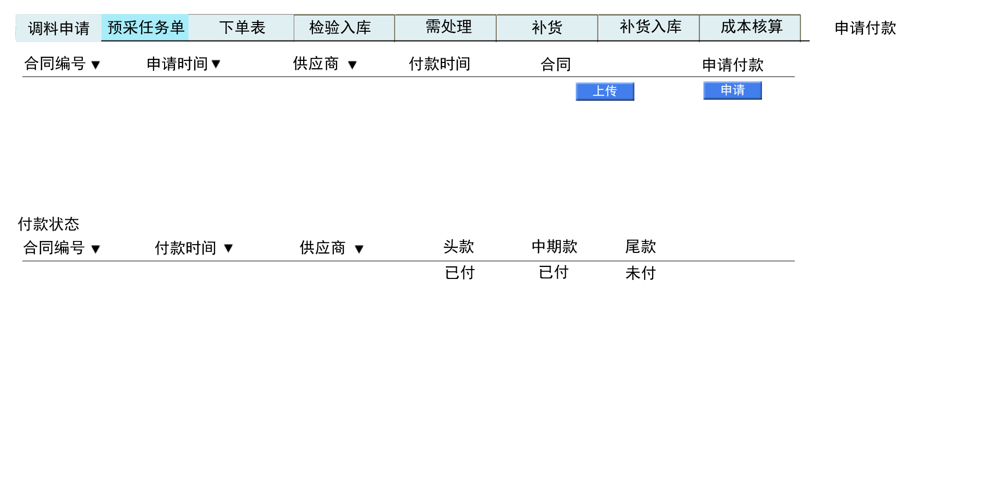 调料申请 预采任务单 下单表 检验入库 需处理 补货 补货入库 成本核算 申请付款
合同编号 ▼ 申请时间 ▼ 供应商 ▼ 付款时间 合同 申请付款
上传 申请
付款状态
合同编号 ▼ 付款时间 ▼ 供应商 ▼ 头款 中期款 尾款
已付 已付 未付